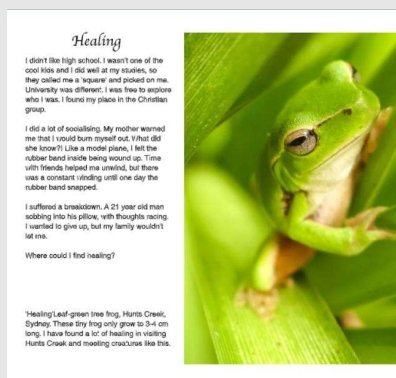 Healing
I didn't like high school. I wasn't one of the
cool kids and I did well at my studies, so
they called me a 'square' and picked on me.
University was different. I was free to explore
who I was. I found my place in the Christian
group.
I did a lot of socialising. My mother warned
me that I would burn myself out. What did
she know?! Like a model plane, I felt the
rubber band inside being wound up. Time
with friends helped me unwind, but there
was a constant winding until one day the
rubber band snapped.
I suffered a breakdown. A 21 year old man
sobbing into his pillow, with thoughts racing.
I wanted to give up, but my family wouldn't
let me.
Where could I find healing?
'Healing'Leaf-green tree frog, Hunts Creek,
Sydney. These tiny frog only grow to 3-4 cm
long. I have found a lot of healing in visiting
Hunts Creek and meeting creatures like this.